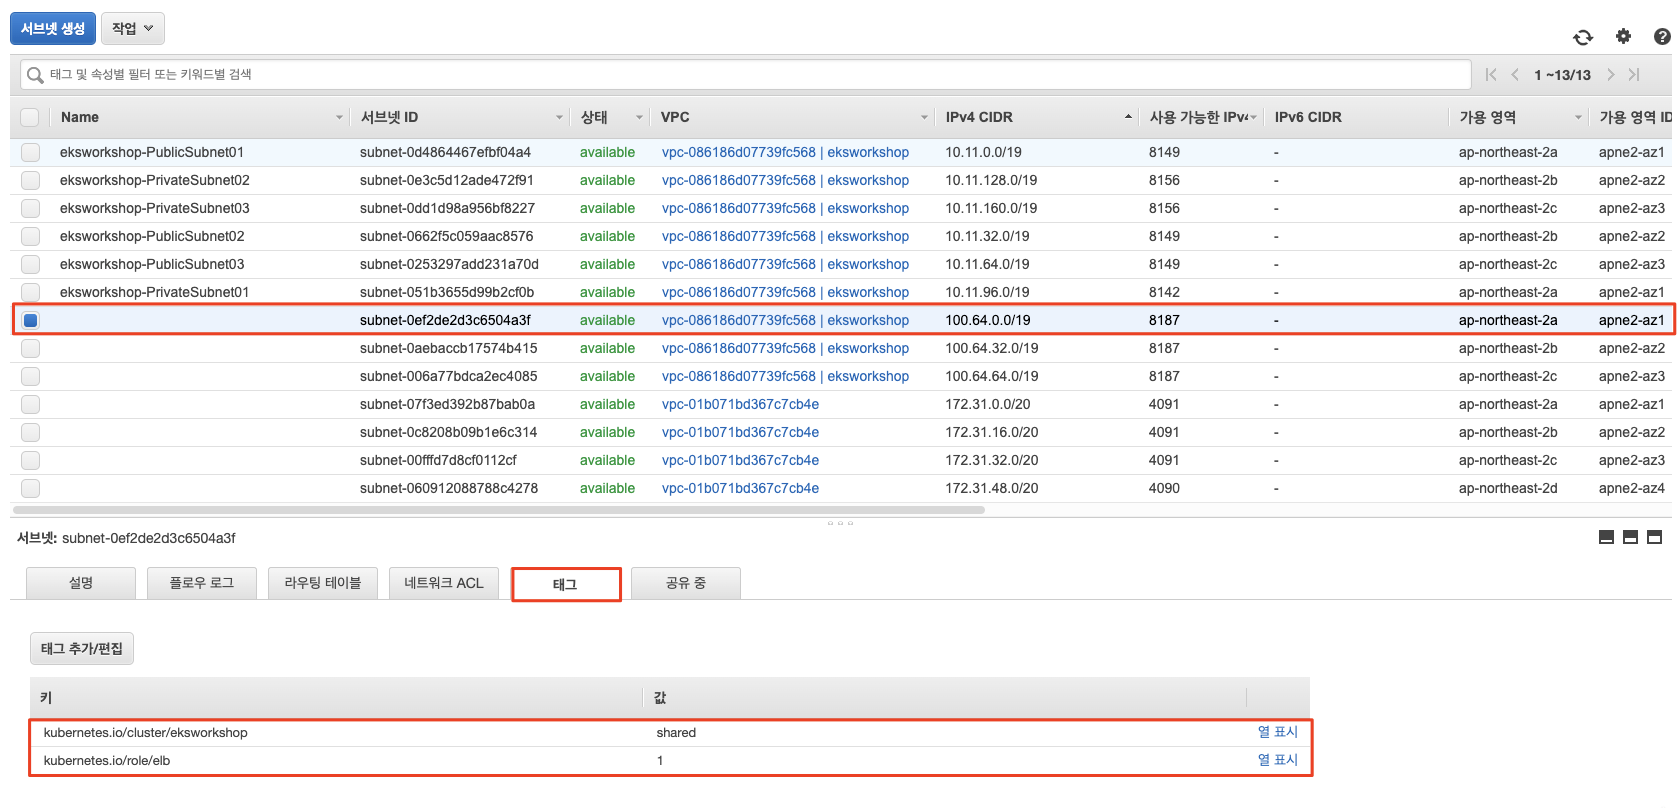 서브넷 생성 작업
태그 및 속성별 필터 또는 키워드별 검색 1 ~13/13
Name 서브넷 ID 상태 VPC IPv4 CIDR 사용 가능한 IPv4 IPv6 CIDR 가용 영역 가용 영역 ID
eksworkshop-PublicSubnet01 subnet-0d4864467efbf04a4 available vpc-086186d07739fc568 | eksworkshop 10.11.0.0/19 8149 - ap-northeast-2a apne2-az1
eksworkshop-PrivateSubnet02 subnet-0e3c5d12ade472f91 available vpc-086186d07739fc568 | eksworkshop 10.11.128.0/19 8156 - ap-northeast-2b apne2-az2
eksworkshop-PrivateSubnet03 subnet-0dd1d98a956bf8227 available vpc-086186d07739fc568 | eksworkshop 10.11.160.0/19 8156 - ap-northeast-2c apne2-az3
eksworkshop-PublicSubnet02 subnet-0662f5c059aac8576 available vpc-086186d07739fc568 | eksworkshop 10.11.32.0/19 8149 - ap-northeast-2b apne2-az2
eksworkshop-PublicSubnet03 subnet-0253297add231a70d available vpc-086186d07739fc568 | eksworkshop 10.11.64.0/19 8149 - ap-northeast-2c apne2-az3
eksworkshop-PrivateSubnet01 subnet-051b3655d99b2cf0b available vpc-086186d07739fc568 | eksworkshop 10.11.96.0/19 8142 - ap-northeast-2a apne2-az1
subnet-0ef2de2d3c6504a3f available vpc-086186d07739fc568 | eksworkshop 100.64.0.0/19 8187 - ap-northeast-2a apne2-az1
subnet-0aebaccb17574b415 available vpc-086186d07739fc568 | eksworkshop 100.64.32.0/19 8187 - ap-northeast-2b apne2-az2
subnet-006a77bdca2ec4085 available vpc-086186d07739fc568 | eksworkshop 100.64.64.0/19 8187 - ap-northeast-2c apne2-az3
subnet-07f3ed392b87bab0a available vpc-01b071bd367c7cb4e 172.31.0.0/20 4091 - ap-northeast-2a apne2-az1
subnet-0c8208b09b1e6c314 available vpc-01b071bd367c7cb4e 172.31.16.0/20 4091 - ap-northeast-2b apne2-az2
subnet-00fffd7d8cf0112cf available vpc-01b071bd367c7cb4e 172.31.32.0/20 4091 - ap-northeast-2c apne2-az3
subnet-060912088788c4278 available vpc-01b071bd367c7cb4e 172.31.48.0/20 4090 - ap-northeast-2d apne2-az4
서브넷: subnet-0ef2de2d3c6504a3f
설명 플로우 로그 라우팅 테이블 네트워크 ACL 태그 공유 중
태그 추가/편집
키 값
kubernetes.io/cluster/eksworkshop shared 열 표시
kubernetes.io/role/elb 1 열 표시